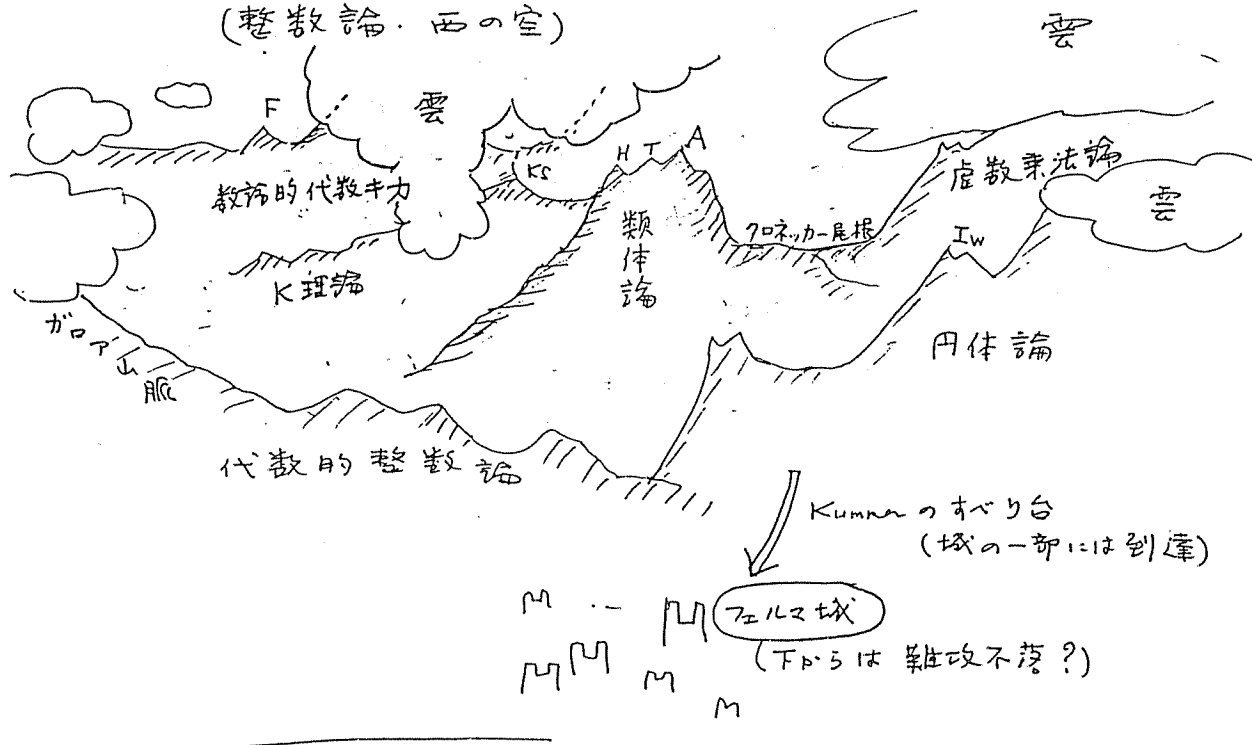 (整数論・西の空)
雲
雲
F
H T A
KS
数論的代数キカ
類体論
クロネッカー尾根
虚数乗法論
雲
Iw
K理論
ガロア山脈
円体論
代数的整数論
Kummerのすべり台
(城の一部には到達)
フェルマ城
(下からは難攻不落?)